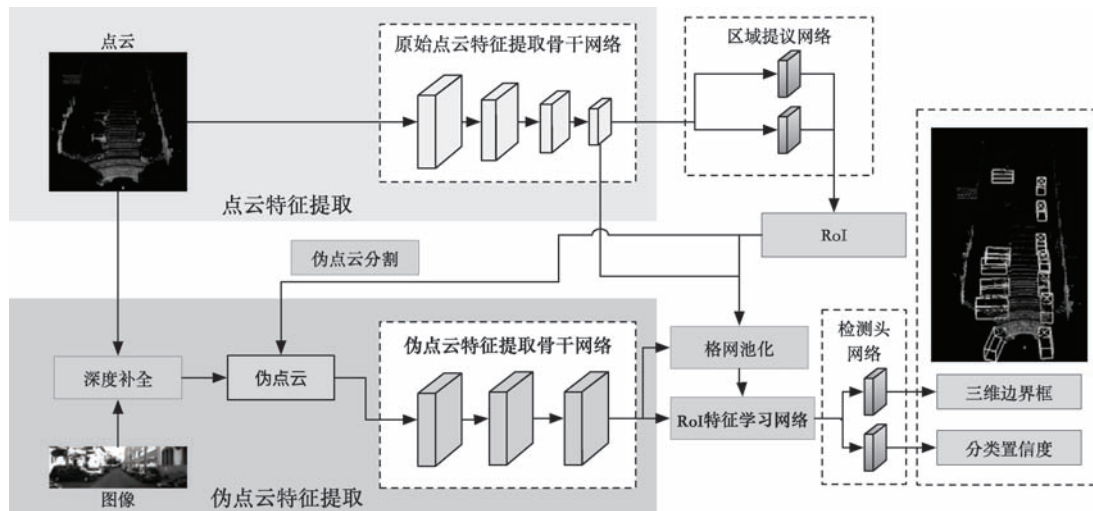 点云
原始点云特征提取骨干网络
区域提议网络
点云特征提取
RoI
伪点云分割
伪点云特征提取骨干网络
检测头
网络
格网池化
深度补全
伪点云
三维边界框
RoI特征学习网络
分类置信度
图像
伪点云特征提取